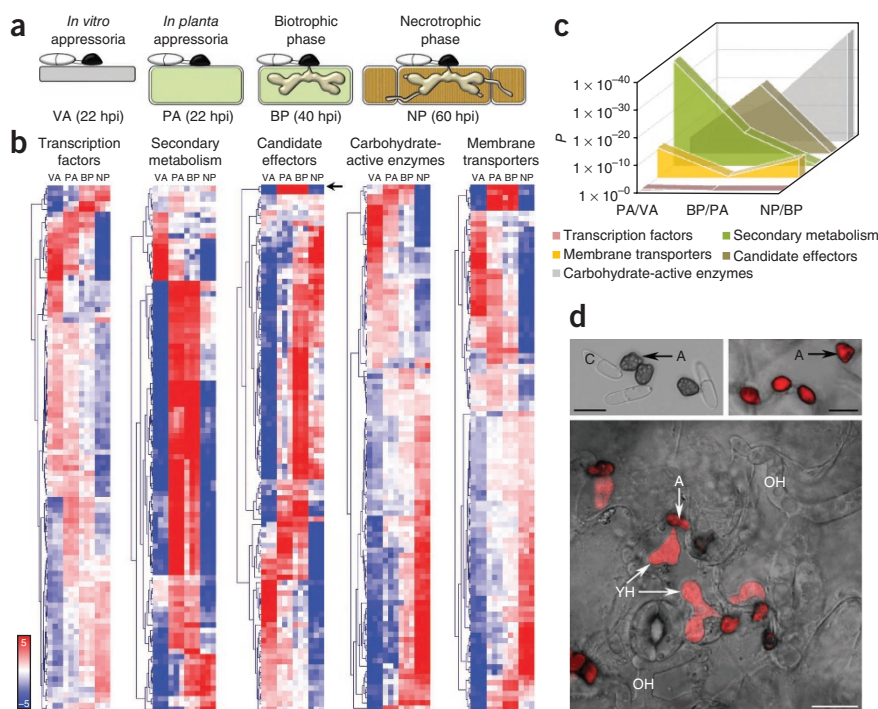 a
In vitro appressoria
In planta appressoria
Biotrophic phase
Necrotrophic phase
VA (22 hpi)
PA (22 hpi)
BP (40 hpi)
NP (60 hpi)
b
Transcription factors
Secondary metabolism
Candidate effectors
Carbohydrate-active enzymes
Membrane transporters
VA PA BP NP
VA PA BP NP
VA PA BP NP
VA PA BP NP
VA PA BP NP
5
–5
c
P
1 × 10⁻⁴⁰
1 × 10⁻³⁰
1 × 10⁻²⁰
1 × 10⁻¹⁰
1 × 10⁻⁰
PA/VA
BP/PA
NP/BP
Transcription factors
Secondary metabolism
Membrane transporters
Candidate effectors
Carbohydrate-active enzymes
d
C
A
A
A
OH
YH
OH